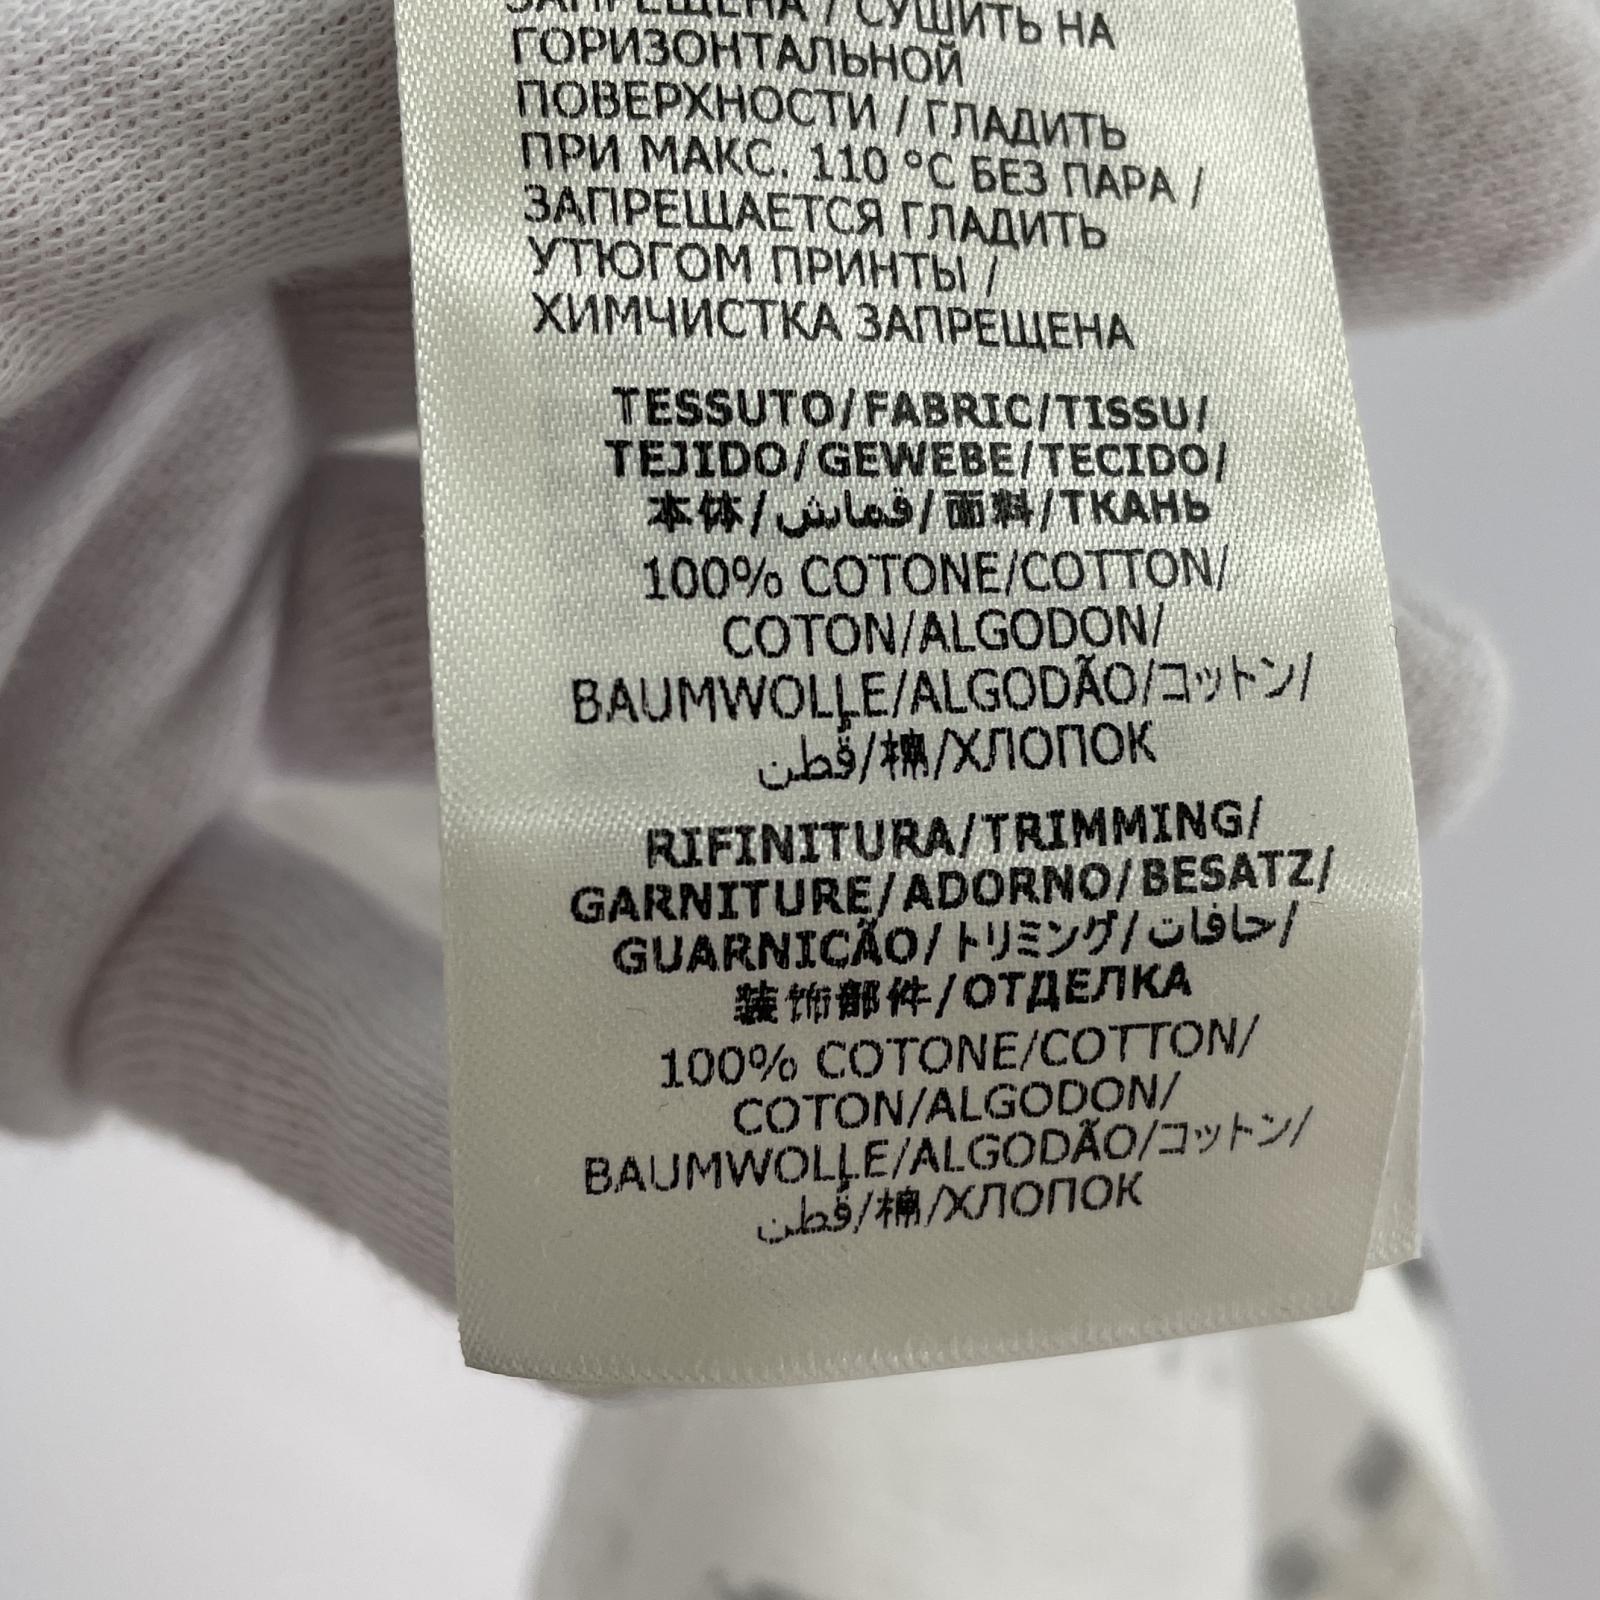 ЗАПРЕЩЕНА / СУШИТЬ НА
ГОРИЗОНТАЛЬНОЙ
ПОВЕРХНОСТИ / ГЛАДИТЬ
ПРИ МАКС. 110 °C БЕЗ ПАРА /
ЗАПРЕЩАЕТСЯ ГЛАДИТЬ
УТЮГОМ ПРИНТЫ /
ХИМЧИСТКА ЗАПРЕЩЕНА
TESSUTO/FABRIC/TISSU/
TEJIDO/GEWEBE/TECIDO/
本体/قماش/面料/ТКАНЬ
100% COTONE/COTTON/
COTON/ALGODON/
BAUMWOLLE/ALGODÃO/コットン/
قطن/棉/ХЛОПОК
RIFINITURA/TRIMMING/
GARNITURE/ADORNO/BESATZ/
GUARNICÃO/トリミング/حافات/
装饰部件/ОТДЕЛКА
100% COTONE/COTTON/
COTON/ALGODON/
BAUMWOLLE/ALGODÃO/コットン/
قطن/棉/ХЛОПОК